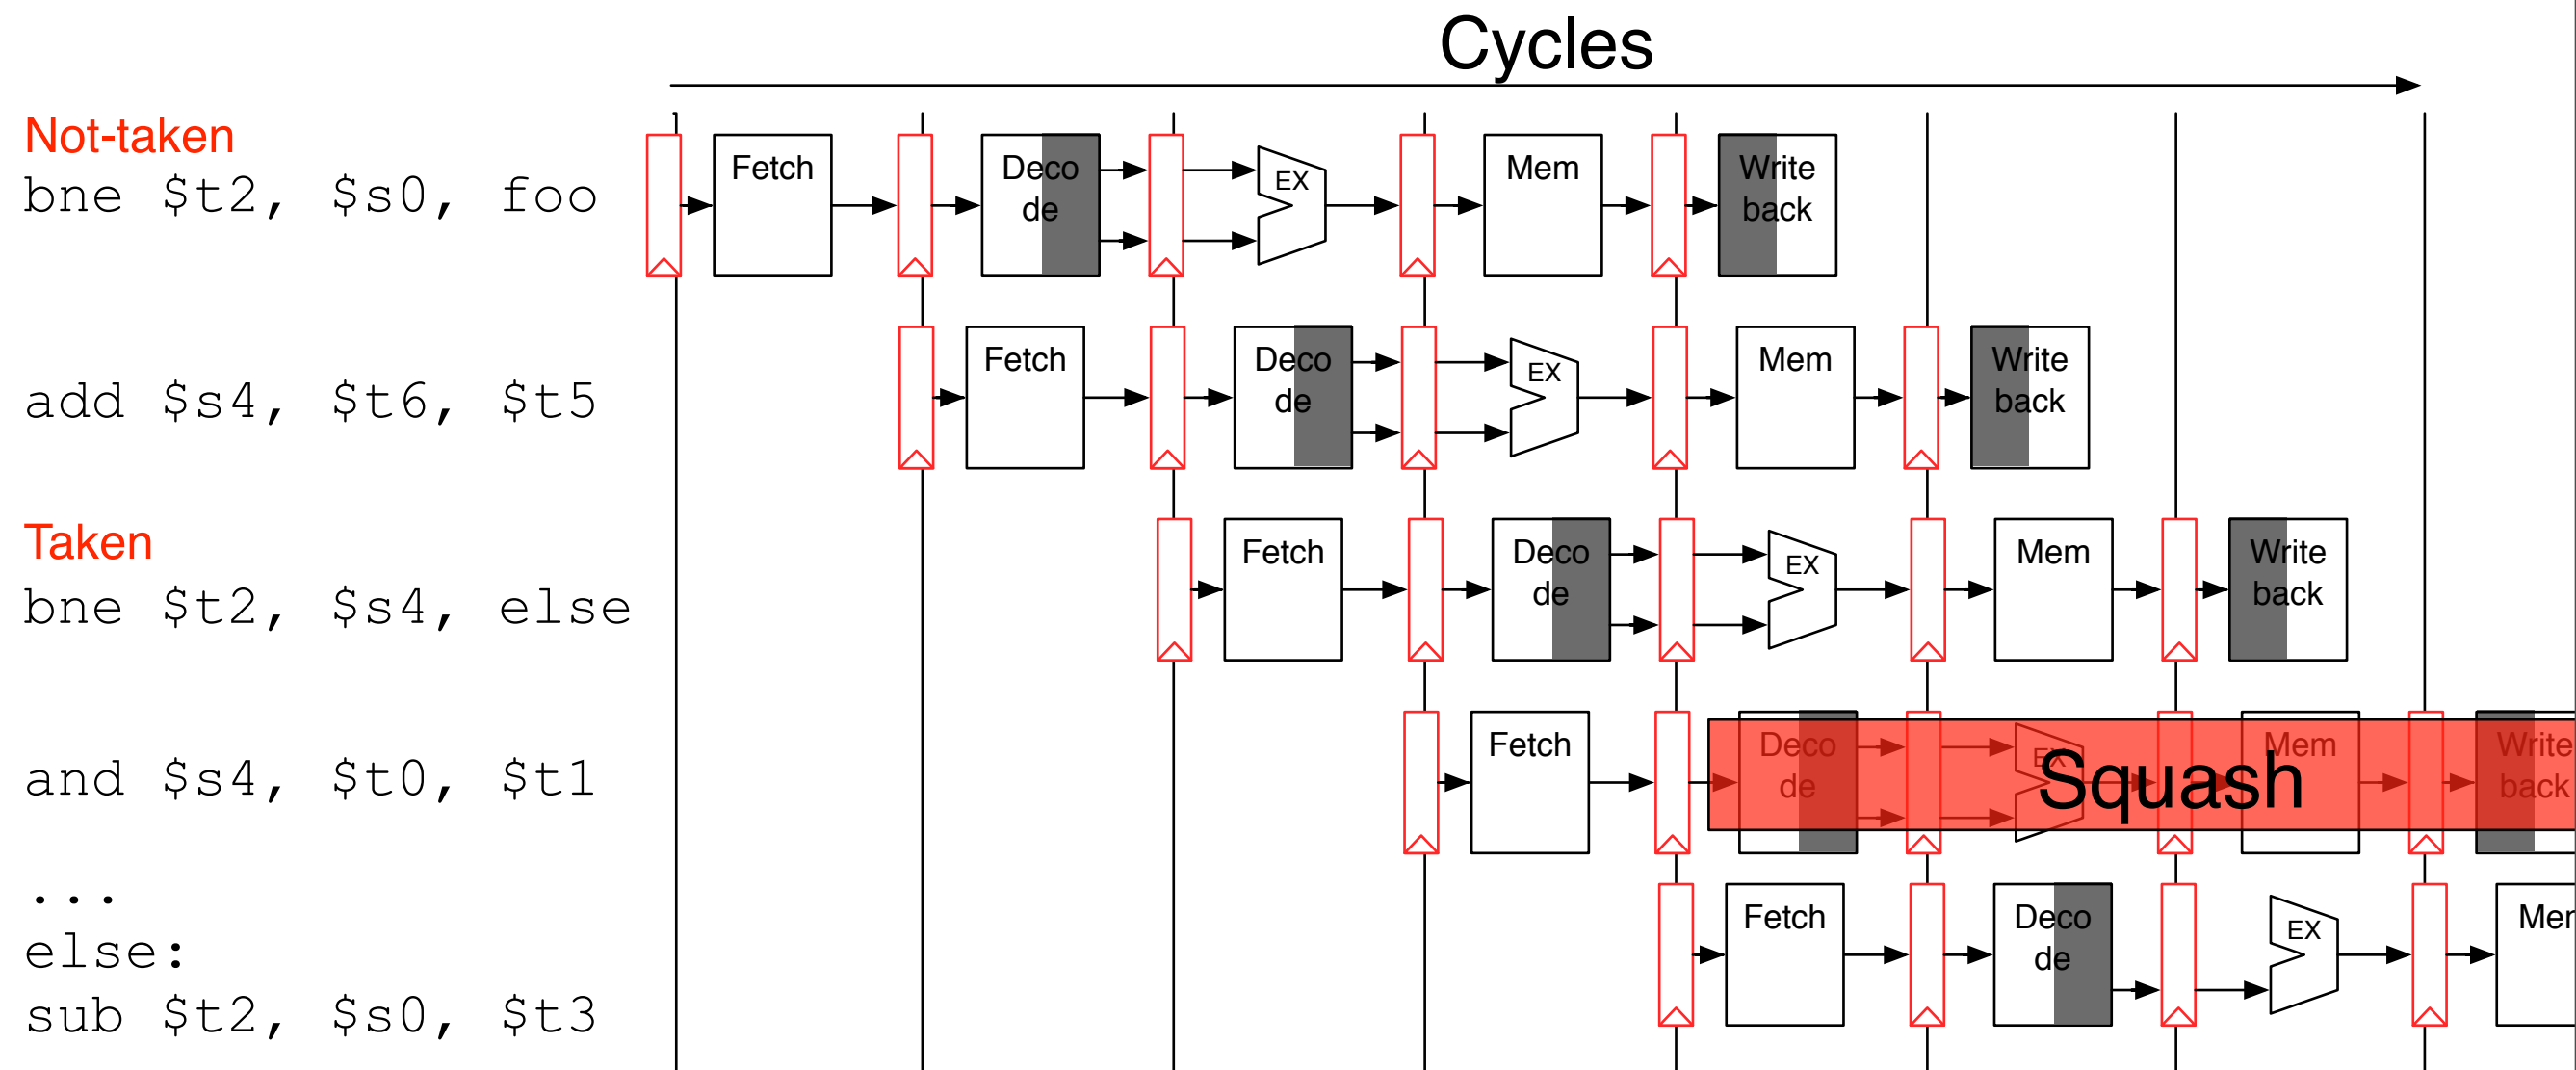 Cycles
Not-taken
bne $t2, $s0, foo
Fetch
Deco
de
EX
Mem
Write
back
add $s4, $t6, $t5
Fetch
Deco
de
EX
Mem
Write
back
Taken
bne $t2, $s4, else
Fetch
Deco
de
EX
Mem
Write
back
and $s4, $t0, $t1
Fetch
Deco
de
EX
Mem
Write
back
Squash
...
else:
sub $t2, $s0, $t3
Fetch
Deco
de
EX